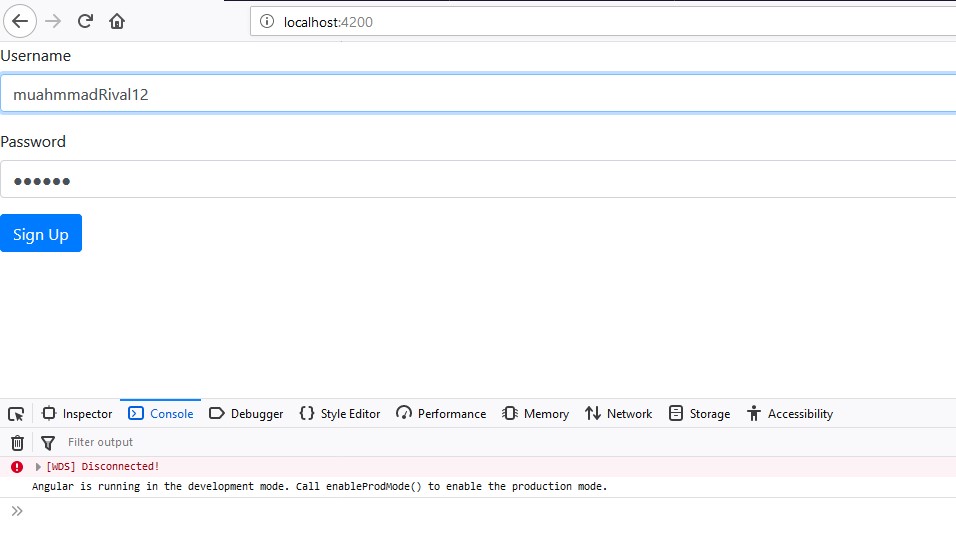 localhost:4200
Username
muahmmadRival12
Password
●●●●●●
Sign Up
Inspector Console Debugger Style Editor Performance Memory Network Storage Accessibility
Filter output
[WDS] Disconnected!
Angular is running in the development mode. Call enableProdMode() to enable the production mode.